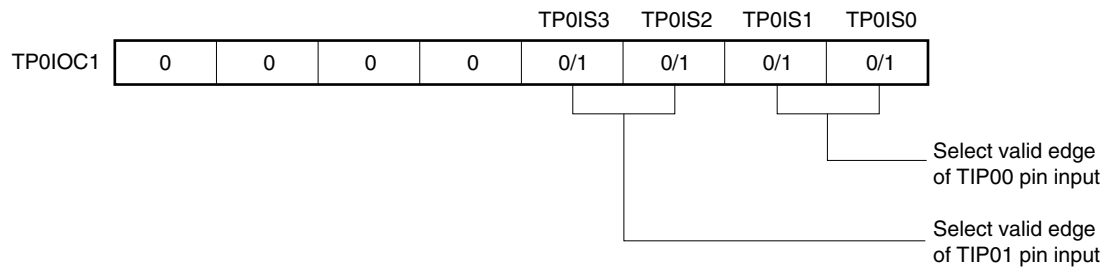 TP0IS3 TP0IS2 TP0IS1 TP0IS0
TP0IOC1 0 0 0 0 0/1 0/1 0/1 0/1
Select valid edge
of TIP00 pin input
Select valid edge
of TIP01 pin input